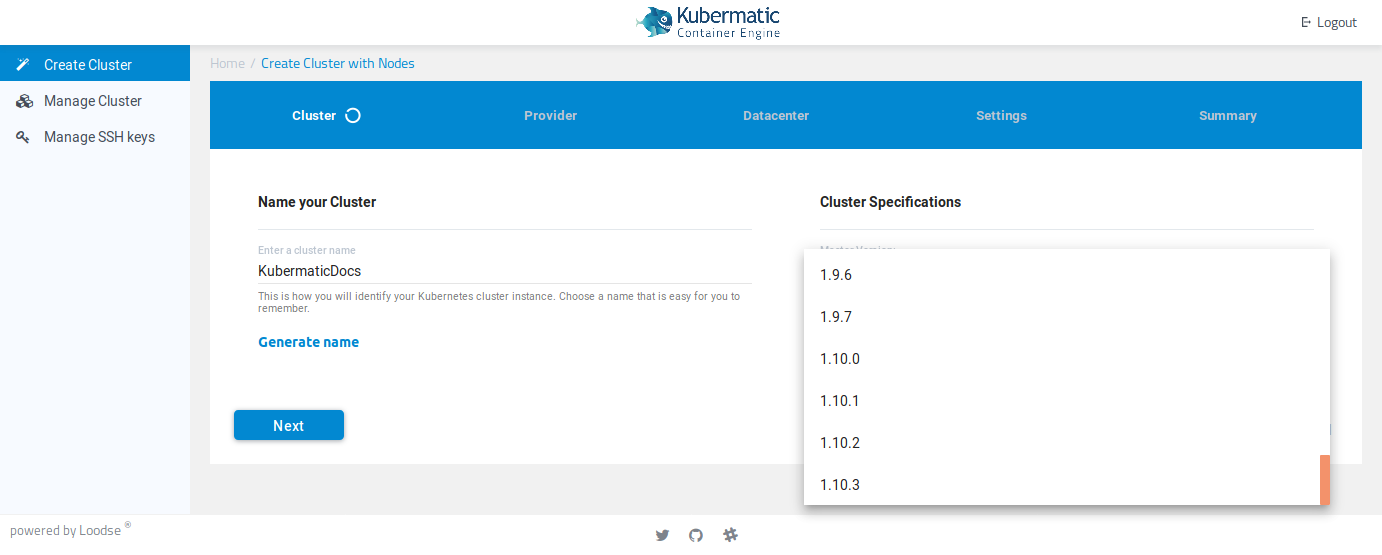 Kubermatic
Container Engine
Logout
Create Cluster
Manage Cluster
Manage SSH keys
Home / Create Cluster with Nodes
Cluster
Provider
Datacenter
Settings
Summary
Name your Cluster
Enter a cluster name
KubermaticDocs
This is how you will identify your Kubernetes cluster instance. Choose a name that is easy for you to
remember.
Generate name
Next
Cluster Specifications
Master Version
1.9.6
1.9.7
1.10.0
1.10.1
1.10.2
1.10.3
powered by Loodse ®